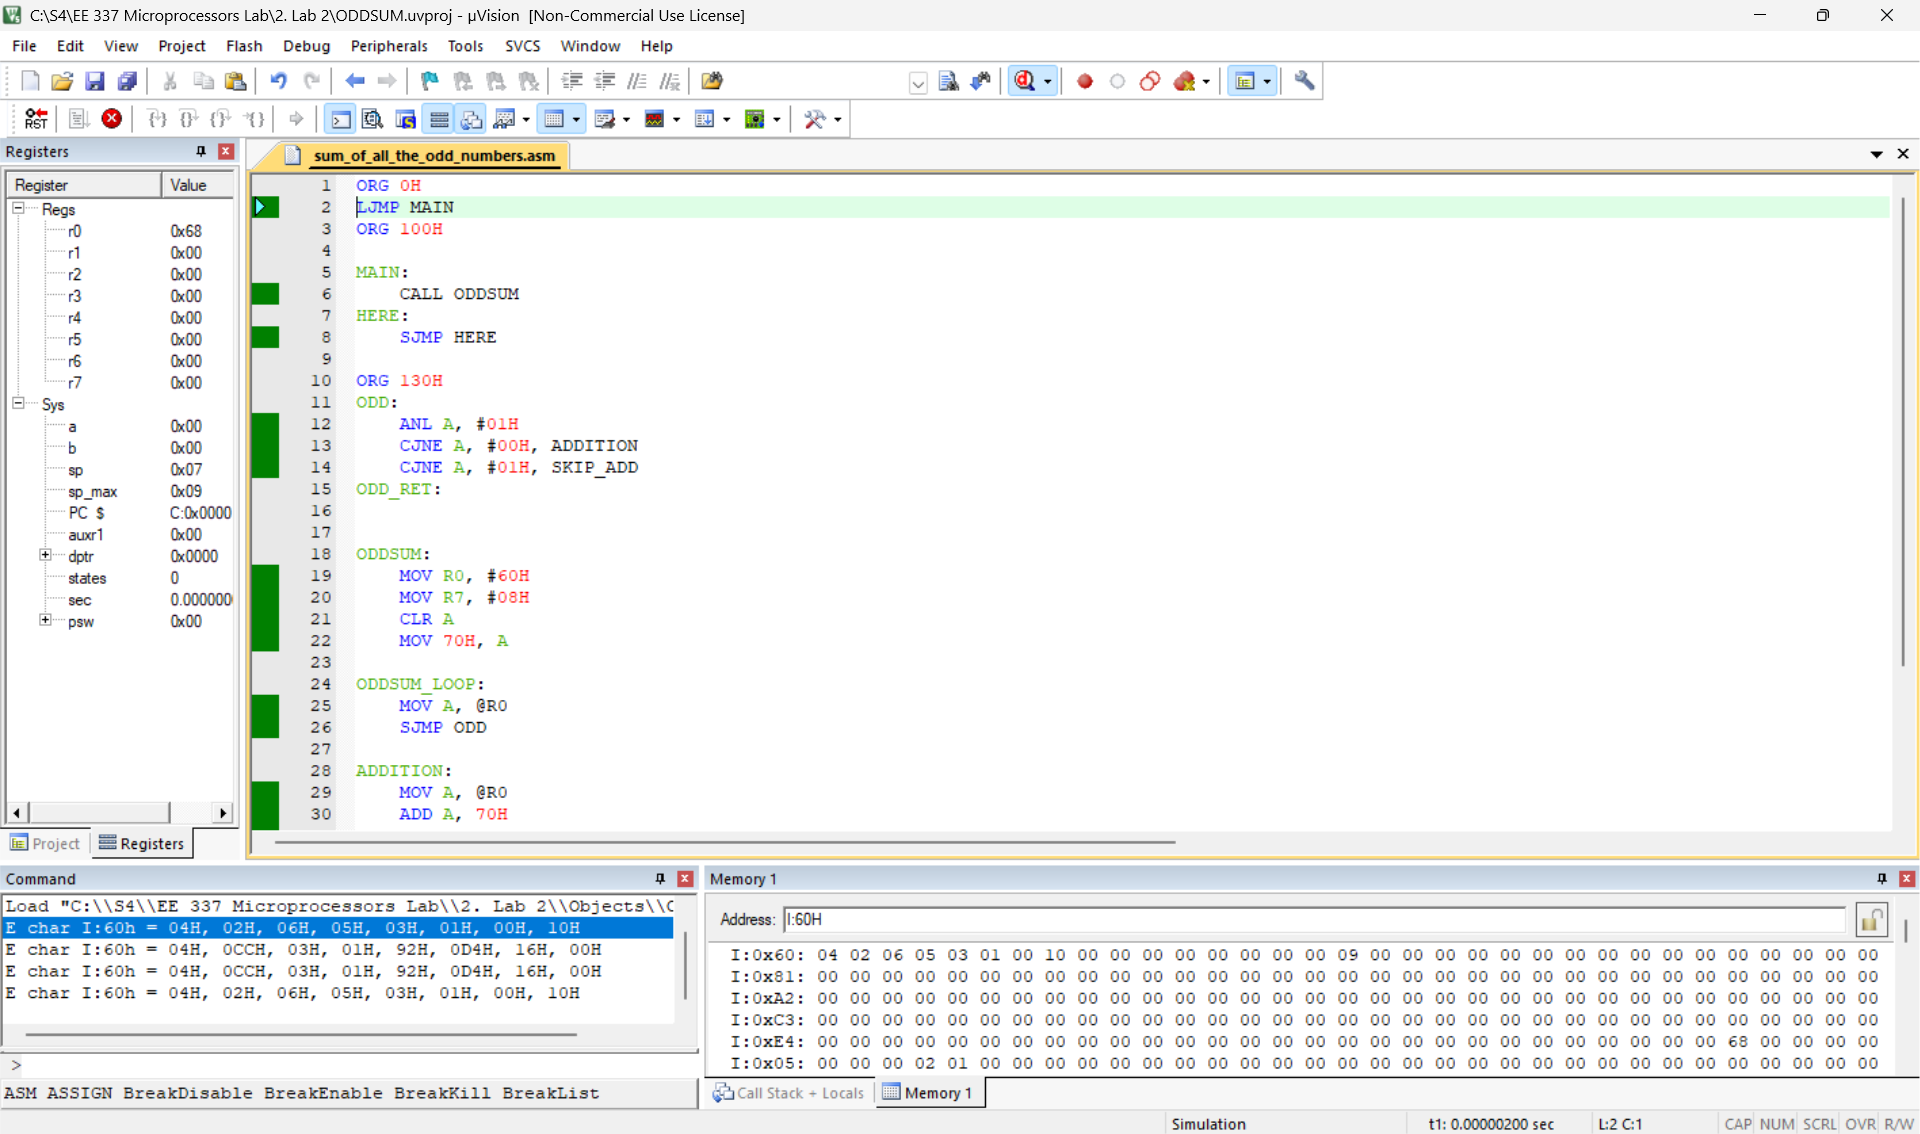 C:\S4\EE 337 Microprocessors Lab\2. Lab 2\ODDSUM.uvproj - µVision [Non-Commercial Use License]
File Edit View Project Flash Debug Peripherals Tools SVCS Window Help
RST
Registers
Register Value
Regs
r0 0x68
r1 0x00
r2 0x00
r3 0x00
r4 0x00
r5 0x00
r6 0x00
r7 0x00
Sys
a 0x00
b 0x00
sp 0x07
sp_max 0x09
PC $ C:0x0000
auxr1 0x00
dptr 0x0000
states 0
sec 0.000000
psw 0x00
Project Registers
sum_of_all_the_odd_numbers.asm
1 ORG 0H
2 LJMP MAIN
3 ORG 100H
4
5 MAIN:
6 CALL ODDSUM
7 HERE:
8 SJMP HERE
9
10 ORG 130H
11 ODD:
12 ANL A, #01H
13 CJNE A, #00H, ADDITION
14 CJNE A, #01H, SKIP_ADD
15 ODD_RET:
16
17
18 ODDSUM:
19 MOV R0, #60H
20 MOV R7, #08H
21 CLR A
22 MOV 70H, A
23
24 ODDSUM_LOOP:
25 MOV A, @R0
26 SJMP ODD
27
28 ADDITION:
29 MOV A, @R0
30 ADD A, 70H
Command
Load "C:\\S4\\EE 337 Microprocessors Lab\\2. Lab 2\\Objects\\
E char I:60h = 04H, 02H, 06H, 05H, 03H, 01H, 00H, 10H
E char I:60h = 04H, 0CCH, 03H, 01H, 92H, 0D4H, 16H, 00H
E char I:60h = 04H, 0CCH, 03H, 01H, 92H, 0D4H, 16H, 00H
E char I:60h = 04H, 02H, 06H, 05H, 03H, 01H, 00H, 10H
>
ASM ASSIGN BreakDisable BreakEnable BreakKill BreakList
Memory 1
Address: I:60H
I:0x60: 04 02 06 05 03 01 00 10 00 00 00 00 00 00 00 00 09 00 00 00 00 00 00 00 00 00 00 00 00 00 00 00 00
I:0x81: 00 00 00 00 00 00 00 00 00 00 00 00 00 00 00 00 00 00 00 00 00 00 00 00 00 00 00 00 00 00 00 00 00
I:0xA2: 00 00 00 00 00 00 00 00 00 00 00 00 00 00 00 00 00 00 00 00 00 00 00 00 00 00 00 00 00 00 00 00 00
I:0xC3: 00 00 00 00 00 00 00 00 00 00 00 00 00 00 00 00 00 00 00 00 00 00 00 00 00 00 00 00 00 00 00 00 00
I:0xE4: 00 00 00 00 00 00 00 00 00 00 00 00 00 00 00 00 00 00 00 00 00 00 00 00 00 00 00 00 68 00 00 00 00
I:0x05: 00 00 00 02 01 00 00 00 00 00 00 00 00 00 00 00 00 00 00 00 00 00 00 00 00 00 00 00 00 00 00 00 00
Call Stack + Locals Memory 1
Simulation t1: 0.00000200 sec L:2 C:1 CAP NUM SCRL OVR R/W